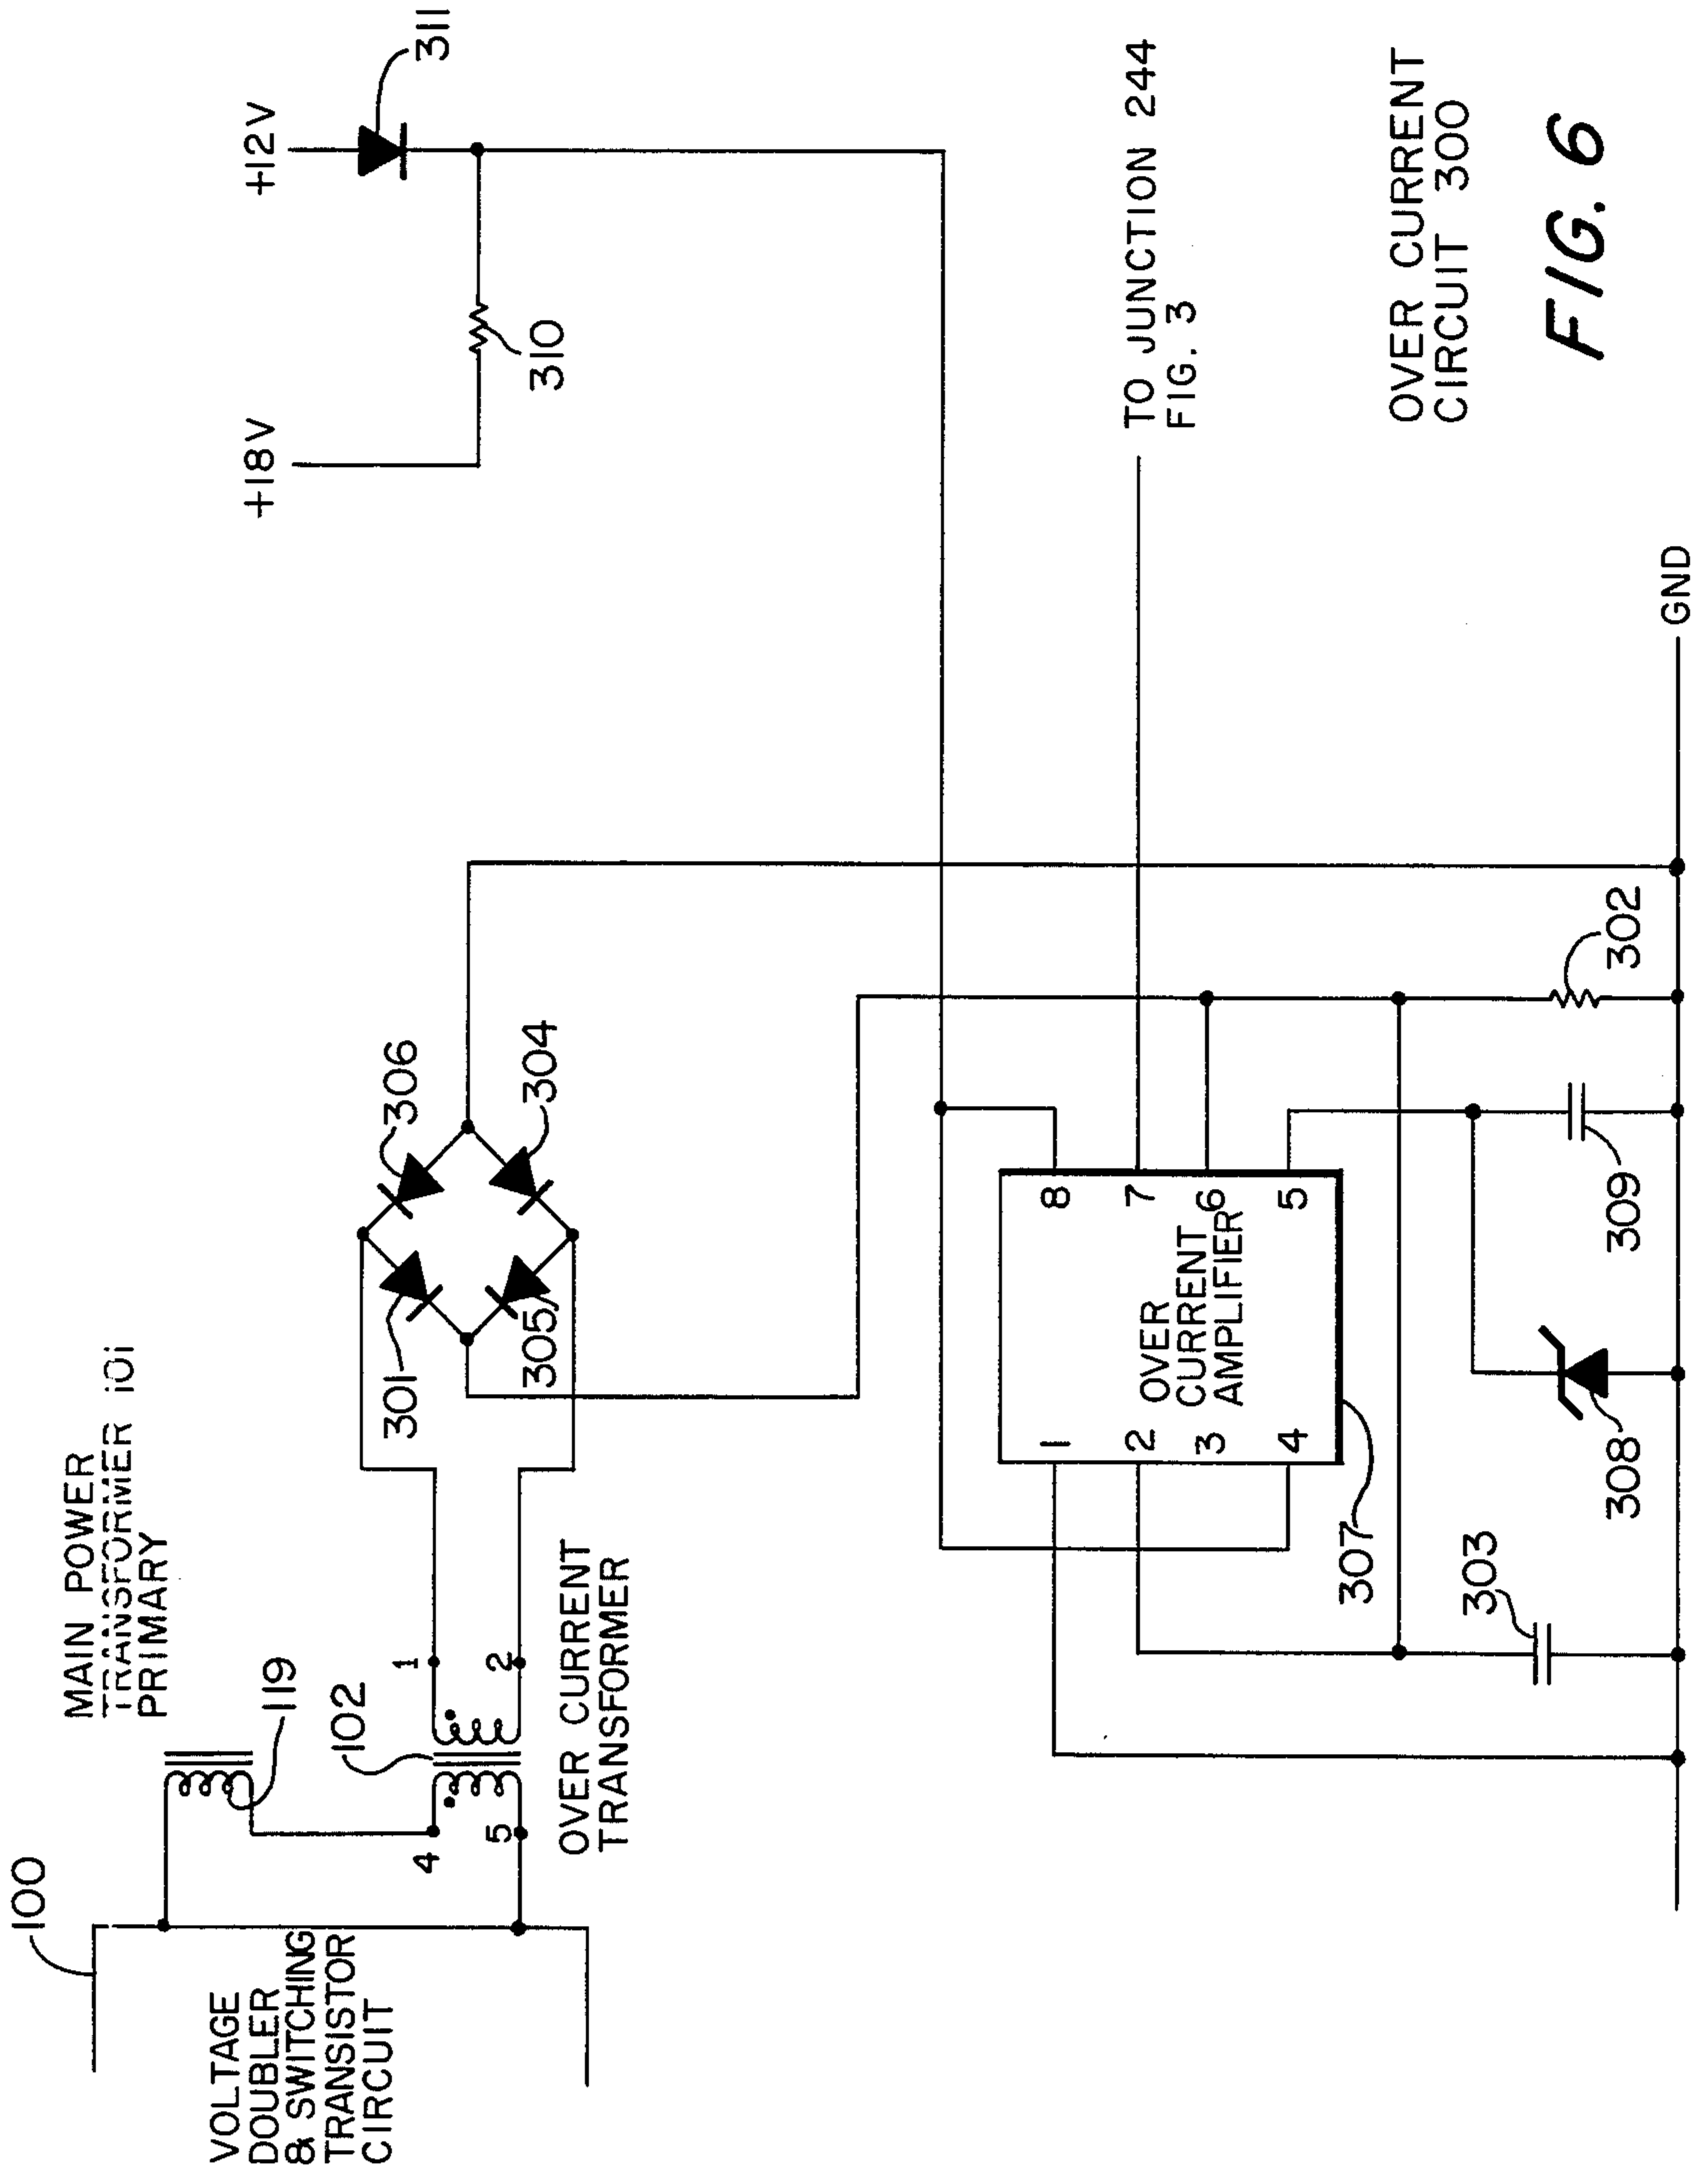 100
VOLTAGE
DOUBLER
& SWITCHING
TRANSISTOR
CIRCUIT
MAIN POWER
TRANSFORMER 101
PRIMARY
119
102
4
5
1
2
OVER CURRENT
TRANSFORMER
301
306
305
304
+18V
+12V
311
310
307
1
2
3
4
OVER
CURRENT
AMPLIFIER
8
7
6
5
TO JUNCTION 244
FIG. 3
303
308
309
302
GND
OVER CURRENT
CIRCUIT 300
FIG. 6